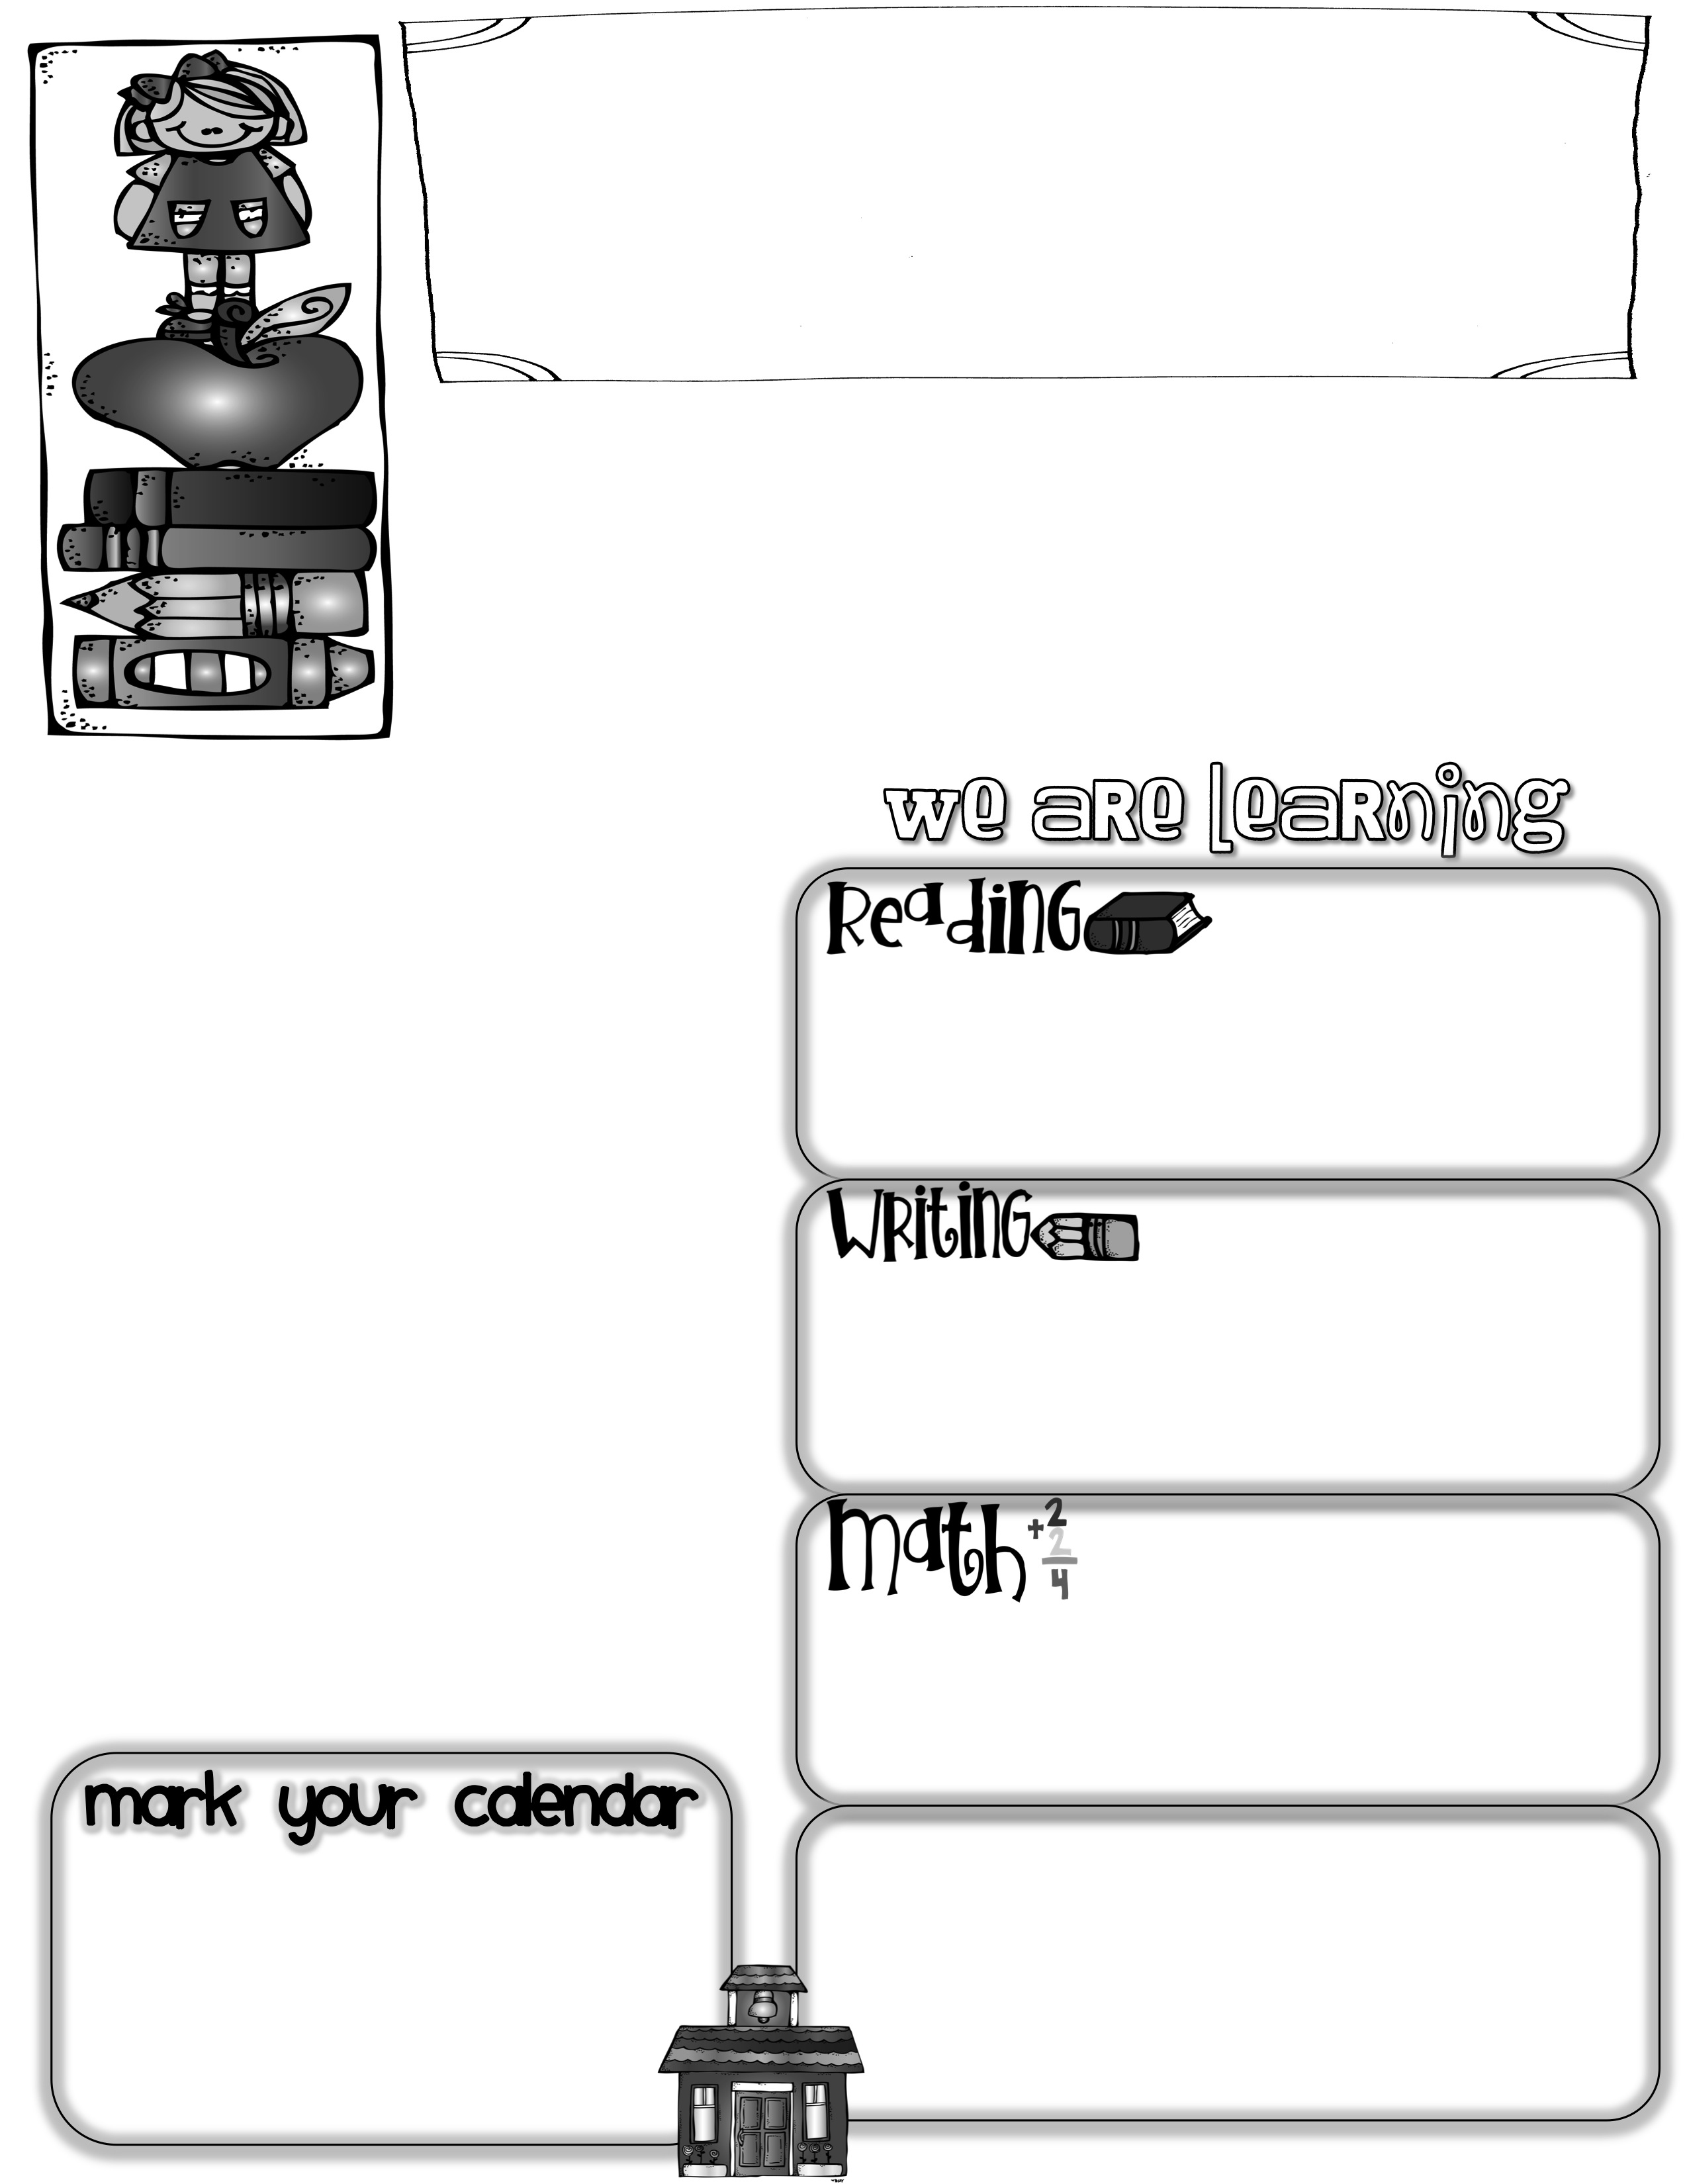 we are learning
Reading
Writing
math
+2
2
4
mark your calendar